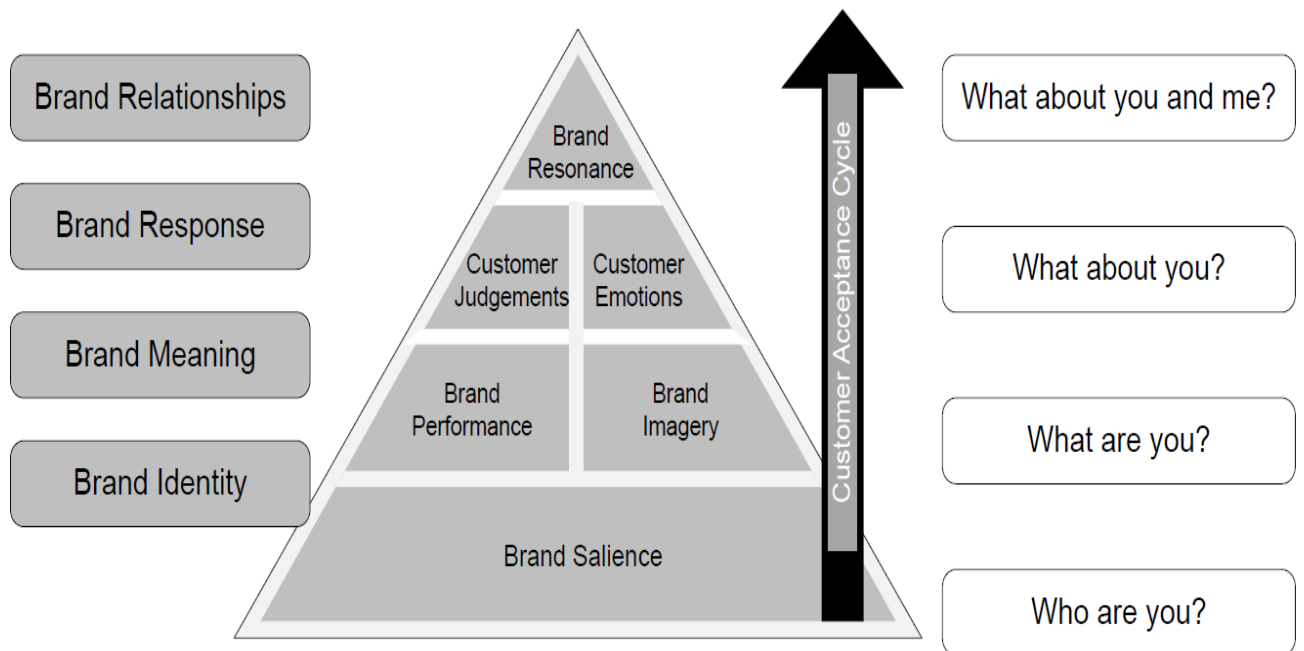 Brand Relationships
Brand Response
Brand Meaning
Brand Identity
Brand
Resonance
Customer
Judgements
Customer
Emotions
Brand
Performance
Brand
Imagery
Brand Salience
Customer Acceptance Cycle
What about you and me?
What about you?
What are you?
Who are you?